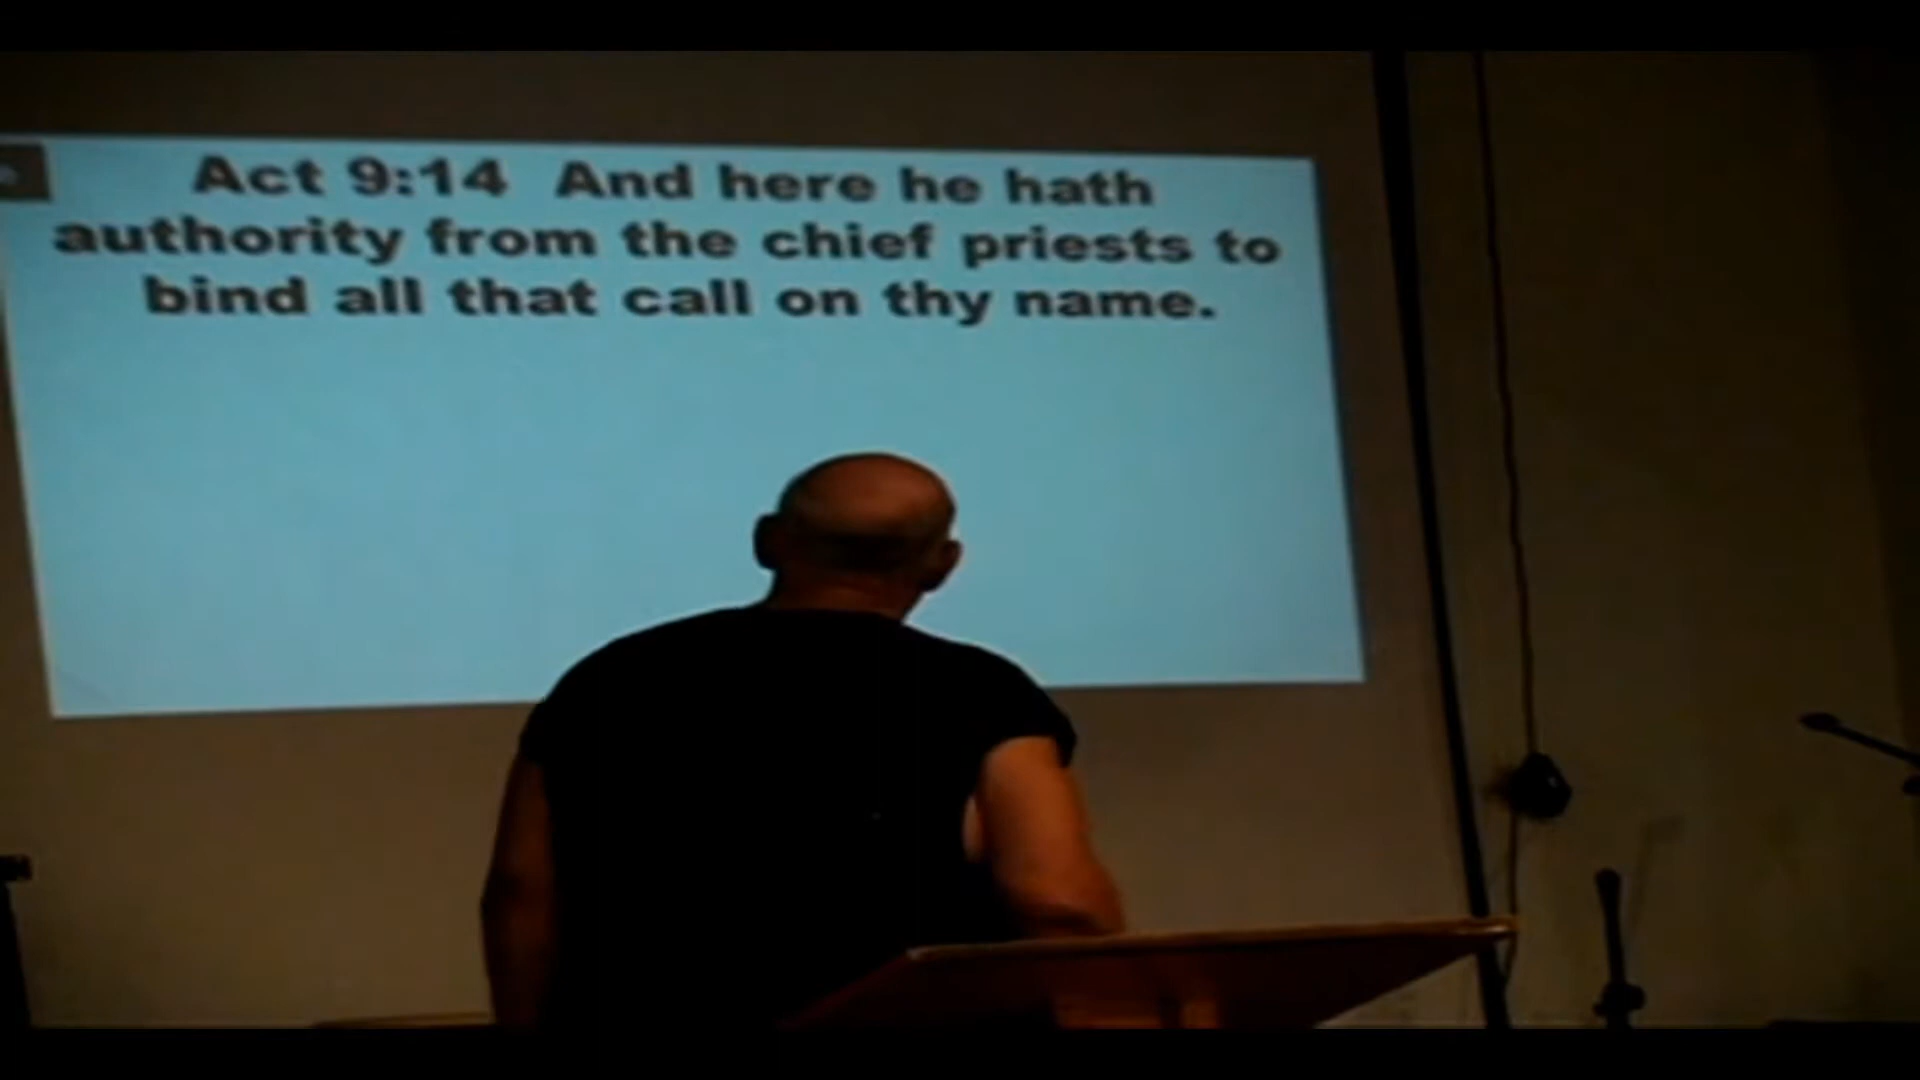 Act 9:14 And here he hath
authority from the chief priests to
bind all that call on thy name.